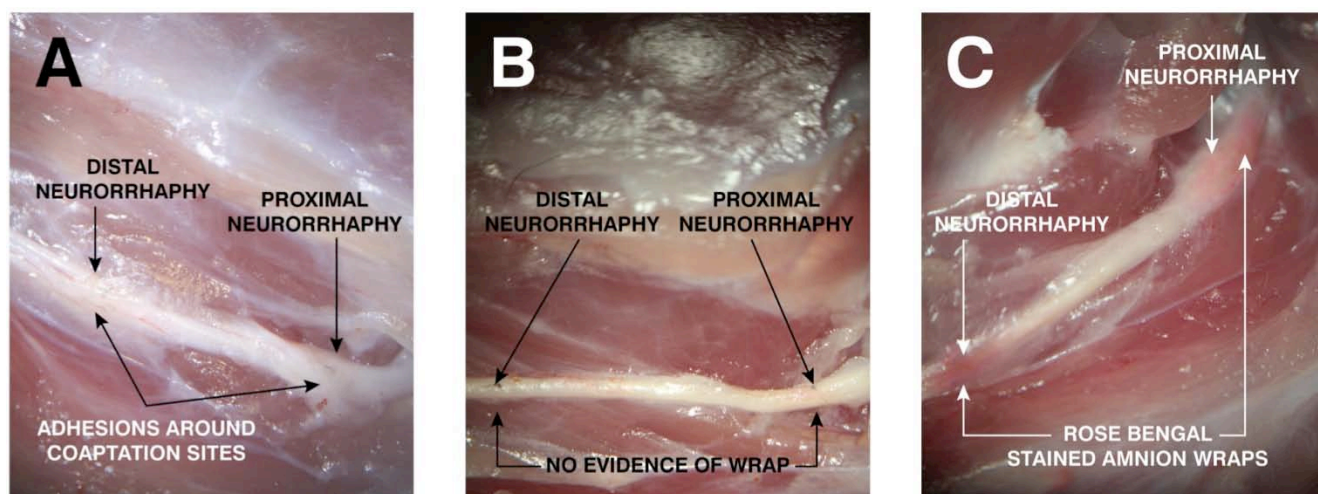 A
DISTAL
NEURORRHAPHY
PROXIMAL
NEURORRHAPHY
ADHESIONS AROUND
COAPTATION SITES
B
DISTAL
NEURORRHAPHY
PROXIMAL
NEURORRHAPHY
NO EVIDENCE OF WRAP
C
PROXIMAL
NEURORRHAPHY
DISTAL
NEURORRHAPHY
ROSE BENGAL
STAINED AMNION WRAPS